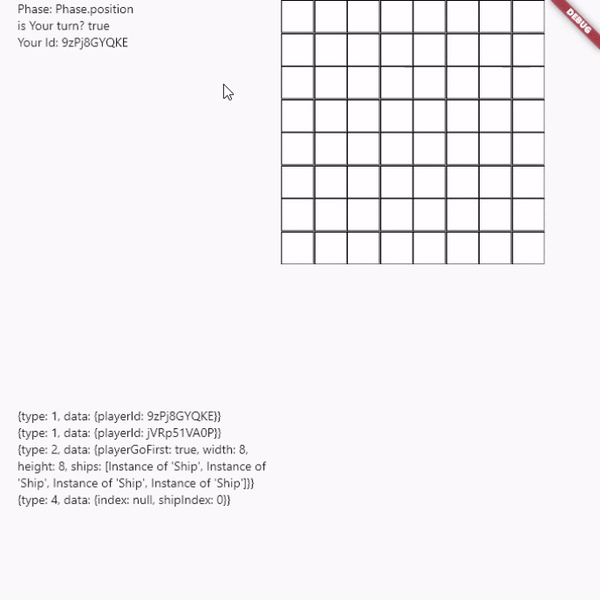 Phase: Phase.position
is Your turn? true
Your Id: 9zPj8GYQKE
DEBUG
{type: 1, data: {playerId: 9zPj8GYQKE}}
{type: 1, data: {playerId: jVRp51VA0P}}
{type: 2, data: {playerGoFirst: true, width: 8,
height: 8, ships: [Instance of 'Ship', Instance of
'Ship', Instance of 'Ship', Instance of 'Ship']}}
{type: 4, data: {index: null, shipIndex: 0}}